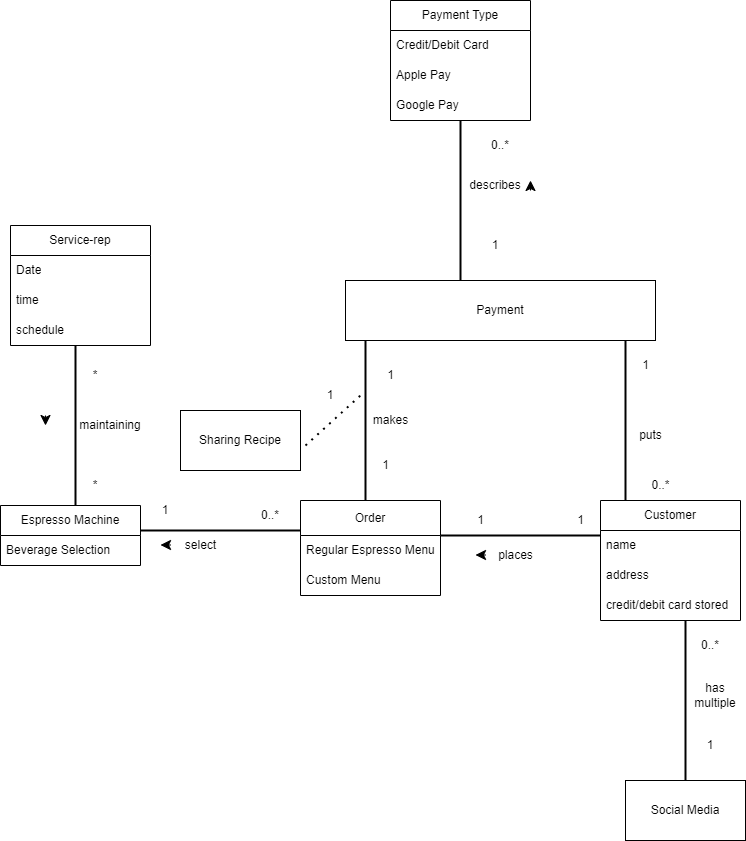 Payment Type
Credit/Debit Card
Apple Pay
Google Pay
0..*
describes
1
Service-rep
Date
time
schedule
Payment
*
maintaining
*
1
1
makes
1
Sharing Recipe
1
puts
0..*
Espresso Machine
Beverage Selection
1
0..*
select
Order
Regular Espresso Menu
Custom Menu
1
1
places
Customer
name
address
credit/debit card stored
0..*
has
multiple
1
Social Media